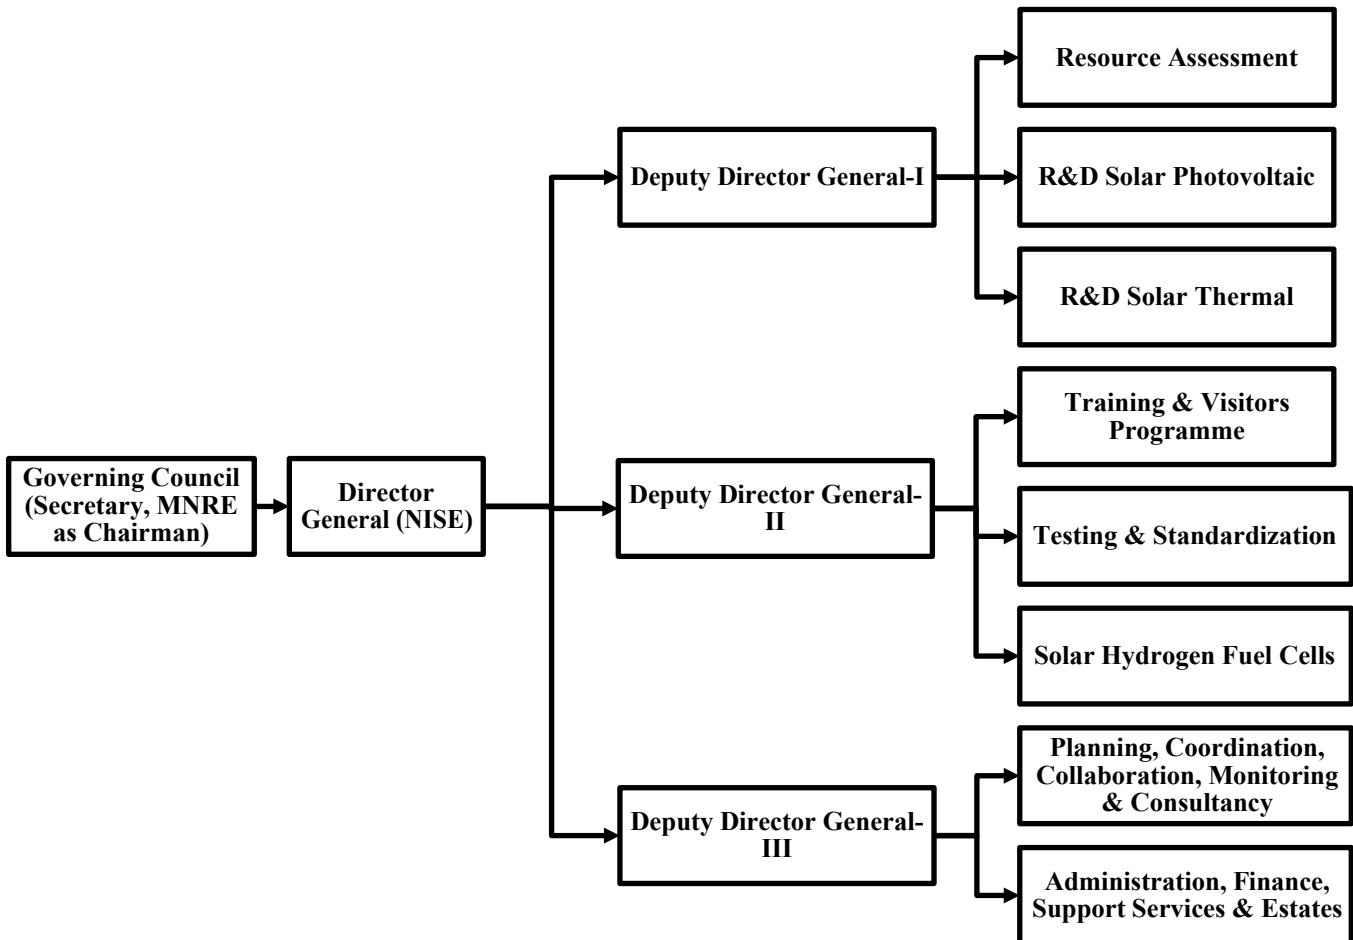 Governing Council
(Secretary, MNRE
as Chairman)
Director
General (NISE)
Deputy Director General-I
Resource Assessment
R&D Solar Photovoltaic
R&D Solar Thermal
Deputy Director General-
II
Training & Visitors
Programme
Testing & Standardization
Solar Hydrogen Fuel Cells
Deputy Director General-
III
Planning, Coordination,
Collaboration, Monitoring
& Consultancy
Administration, Finance,
Support Services & Estates